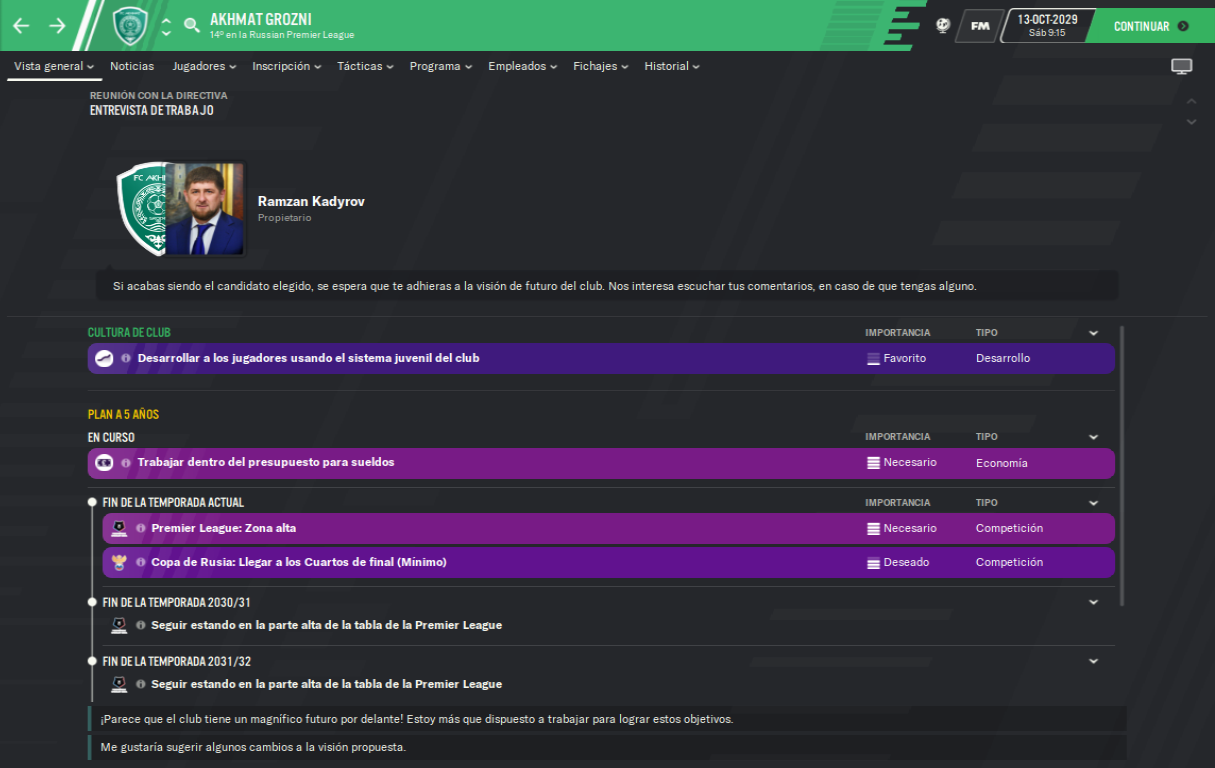 AKHMAT GROZNI
14º en la Russian Premier League
FM
13-OCT-2029
Sáb 9:15
CONTINUAR
Vista general
Noticias
Jugadores
Inscripción
Tácticas
Programa
Empleados
Fichajes
Historial
REUNIÓN CON LA DIRECTIVA
ENTREVISTA DE TRABAJO
FC AKH
Ramzan Kadyrov
Propietario
Si acabas siendo el candidato elegido, se espera que te adhieras a la visión de futuro del club. Nos interesa escuchar tus comentarios, en caso de que tengas alguno.
CULTURA DE CLUB IMPORTANCIA TIPO
Desarrollar a los jugadores usando el sistema juvenil del club Favorito Desarrollo
PLAN A 5 AÑOS
EN CURSO IMPORTANCIA TIPO
Trabajar dentro del presupuesto para sueldos Necesario Economía
FIN DE LA TEMPORADA ACTUAL IMPORTANCIA TIPO
Premier League: Zona alta Necesario Competición
Copa de Rusia: Llegar a los Cuartos de final (Mínimo) Deseado Competición
FIN DE LA TEMPORADA 2030/31
Seguir estando en la parte alta de la tabla de la Premier League
FIN DE LA TEMPORADA 2031/32
Seguir estando en la parte alta de la tabla de la Premier League
¡Parece que el club tiene un magnífico futuro por delante! Estoy más que dispuesto a trabajar para lograr estos objetivos.
Me gustaría sugerir algunos cambios a la visión propuesta.